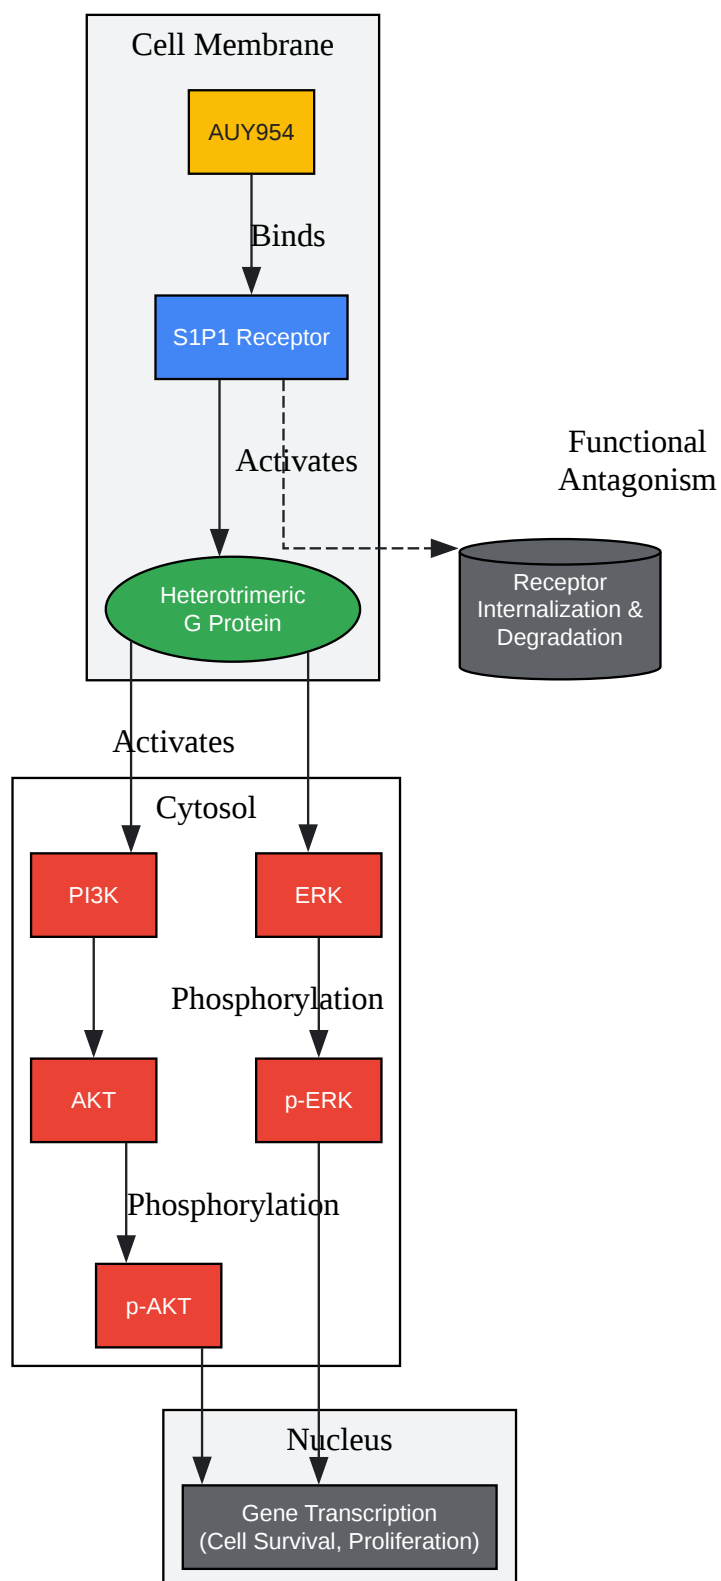 Cell Membrane
AUY954
Binds
S1P1 Receptor
Activates
Functional
Antagonism
Heterotrimeric
G Protein
Receptor
Internalization &
Degradation
Activates
Cytosol
PI3K
ERK
Phosphorylation
AKT
p-ERK
Phosphorylation
p-AKT
Nucleus
Gene Transcription
(Cell Survival, Proliferation)